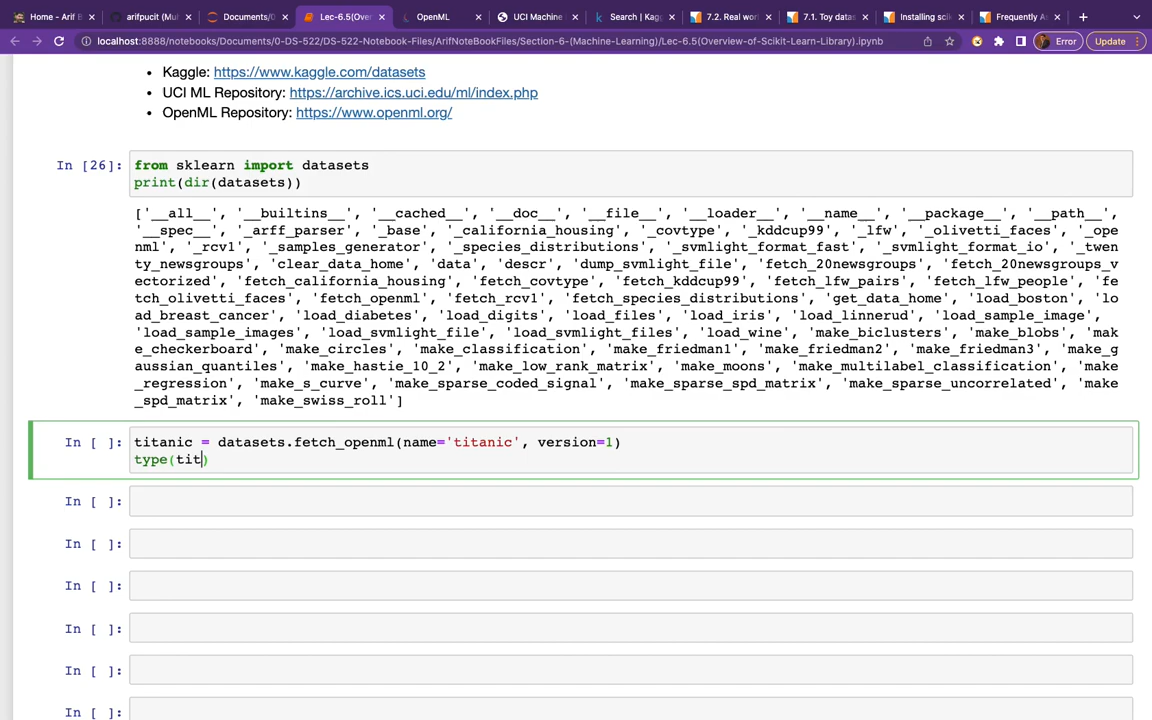 Home - Arif B
arifpucit (Mul
Documents/0
Lec-6.5(Over
OpenML
UCI Machine
Search | Kag
7.2. Real wor
7.1. Toy datas
Installing sci
Frequently A
localhost:8888/notebooks/Documents/0-DS-522/DS-522-Notebook-Files/ArifNoteBookFiles/Section-6-(Machine-Learning)/Lec-6.5(Overview-of-Scikit-Learn-Library).ipynb
Error
Update
• Kaggle: https://www.kaggle.com/datasets
• UCI ML Repository: https://archive.ics.uci.edu/ml/index.php
• OpenML Repository: https://www.openml.org/
In [26]: from sklearn import datasets
print(dir(datasets))
['__all__', '__builtins__', '__cached__', '__doc__', '__file__', '__loader__', '__name__', '__package__', '__path__',
'__spec__', '_arff_parser', '_base', '_california_housing', '_covtype', '_kddcup99', '_lfw', '_olivetti_faces', '_ope
nml', '_rcv1', '_samples_generator', '_species_distributions', '_svmlight_format_fast', '_svmlight_format_io', '_twen
ty_newsgroups', 'clear_data_home', 'data', 'descr', 'dump_svmlight_file', 'fetch_20newsgroups', 'fetch_20newsgroups_v
ectorized', 'fetch_california_housing', 'fetch_covtype', 'fetch_kddcup99', 'fetch_lfw_pairs', 'fetch_lfw_people', 'fe
tch_olivetti_faces', 'fetch_openml', 'fetch_rcv1', 'fetch_species_distributions', 'get_data_home', 'load_boston', 'lo
ad_breast_cancer', 'load_diabetes', 'load_digits', 'load_files', 'load_iris', 'load_linnerud', 'load_sample_image',
'load_sample_images', 'load_svmlight_file', 'load_svmlight_files', 'load_wine', 'make_biclusters', 'make_blobs', 'mak
e_checkerboard', 'make_circles', 'make_classification', 'make_friedman1', 'make_friedman2', 'make_friedman3', 'make_g
aussian_quantiles', 'make_hastie_10_2', 'make_low_rank_matrix', 'make_moons', 'make_multilabel_classification', 'make
_regression', 'make_s_curve', 'make_sparse_coded_signal', 'make_sparse_spd_matrix', 'make_sparse_uncorrelated', 'make
_spd_matrix', 'make_swiss_roll']
In [ ]: titanic = datasets.fetch_openml(name='titanic', version=1)
type(tit)
In [ ]:
In [ ]:
In [ ]:
In [ ]:
In [ ]:
In [ ]: